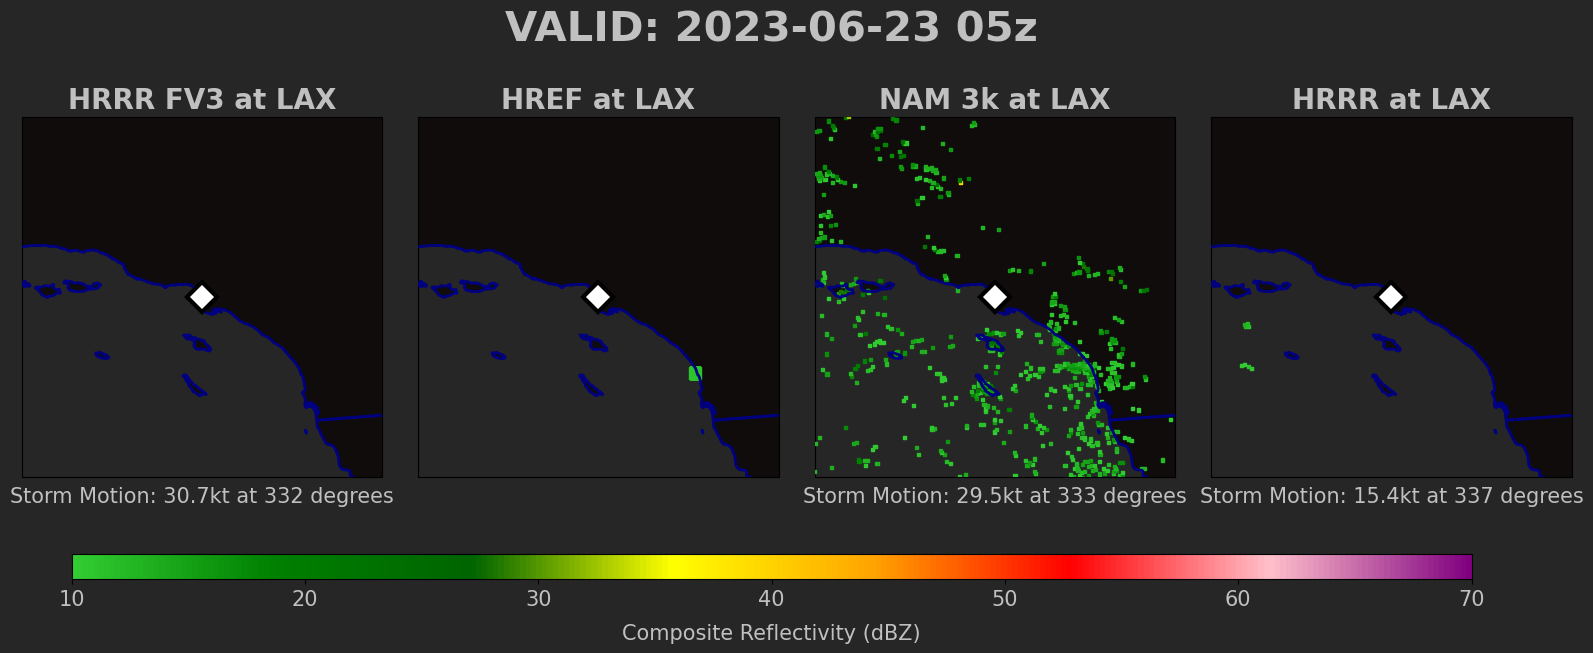 VALID: 2023-06-23 05z
HRRR FV3 at LAX
HREF at LAX
NAM 3k at LAX
HRRR at LAX
Storm Motion: 30.7kt at 332 degrees
Storm Motion: 29.5kt at 333 degrees
Storm Motion: 15.4kt at 337 degrees
10 20 30 40 50 60 70
Composite Reflectivity (dBZ)